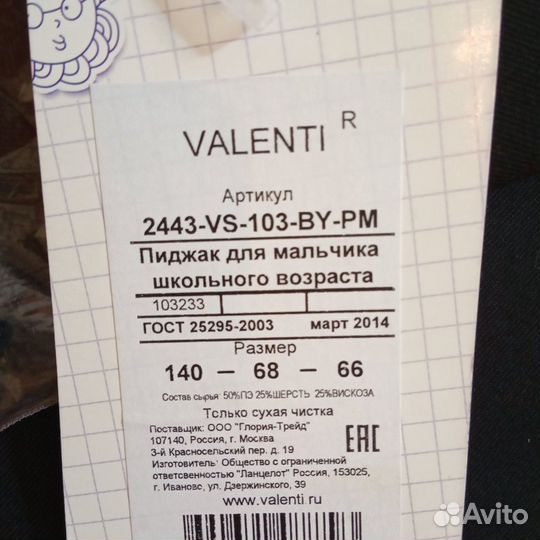 VALENTI R
Артикул
2443-VS-103-BY-PM
Пиджак для мальчика
школьного возраста
103233
ГОСТ 25295-2003 март 2014
Размер
140 — 68 — 66
Состав сырья: 50%ПЭ 25%ШЕРСТЬ 25%ВИСКОЗА
Только сухая чистка
Поставщик: ООО "Глория-Трейд"
107140, Россия, г. Москва
3-й Красносельский пер. д. 19
Изготовитель: Общество с ограниченной
ответсвенностью "Ланцелот" Россия, 153025,
г. Иваново, ул. Дзержинского, 39
EAC
www.valenti.ru
Avito